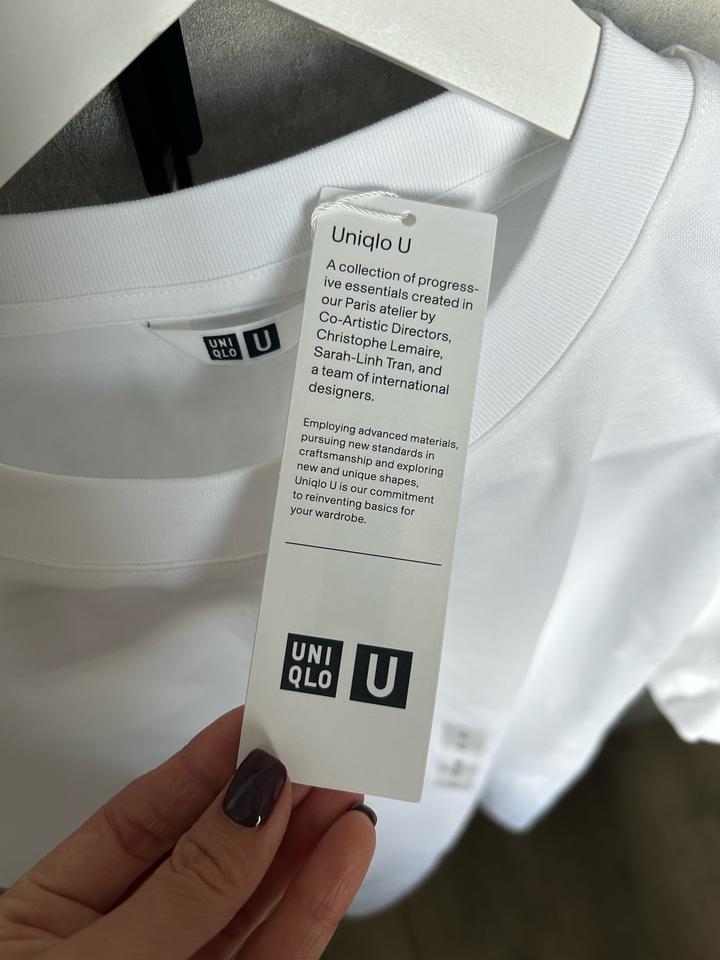 Uniqlo U
A collection of progress-
ive essentials created in
our Paris atelier by
Co-Artistic Directors,
Christophe Lemaire,
Sarah-Linh Tran, and
a team of international
designers.
Employing advanced materials,
pursuing new standards in
craftsmanship and exploring
new and unique shapes,
Uniqlo U is our commitment
to reinventing basics for
your wardrobe.
UNI
QLO
U
UNI
QLO
U